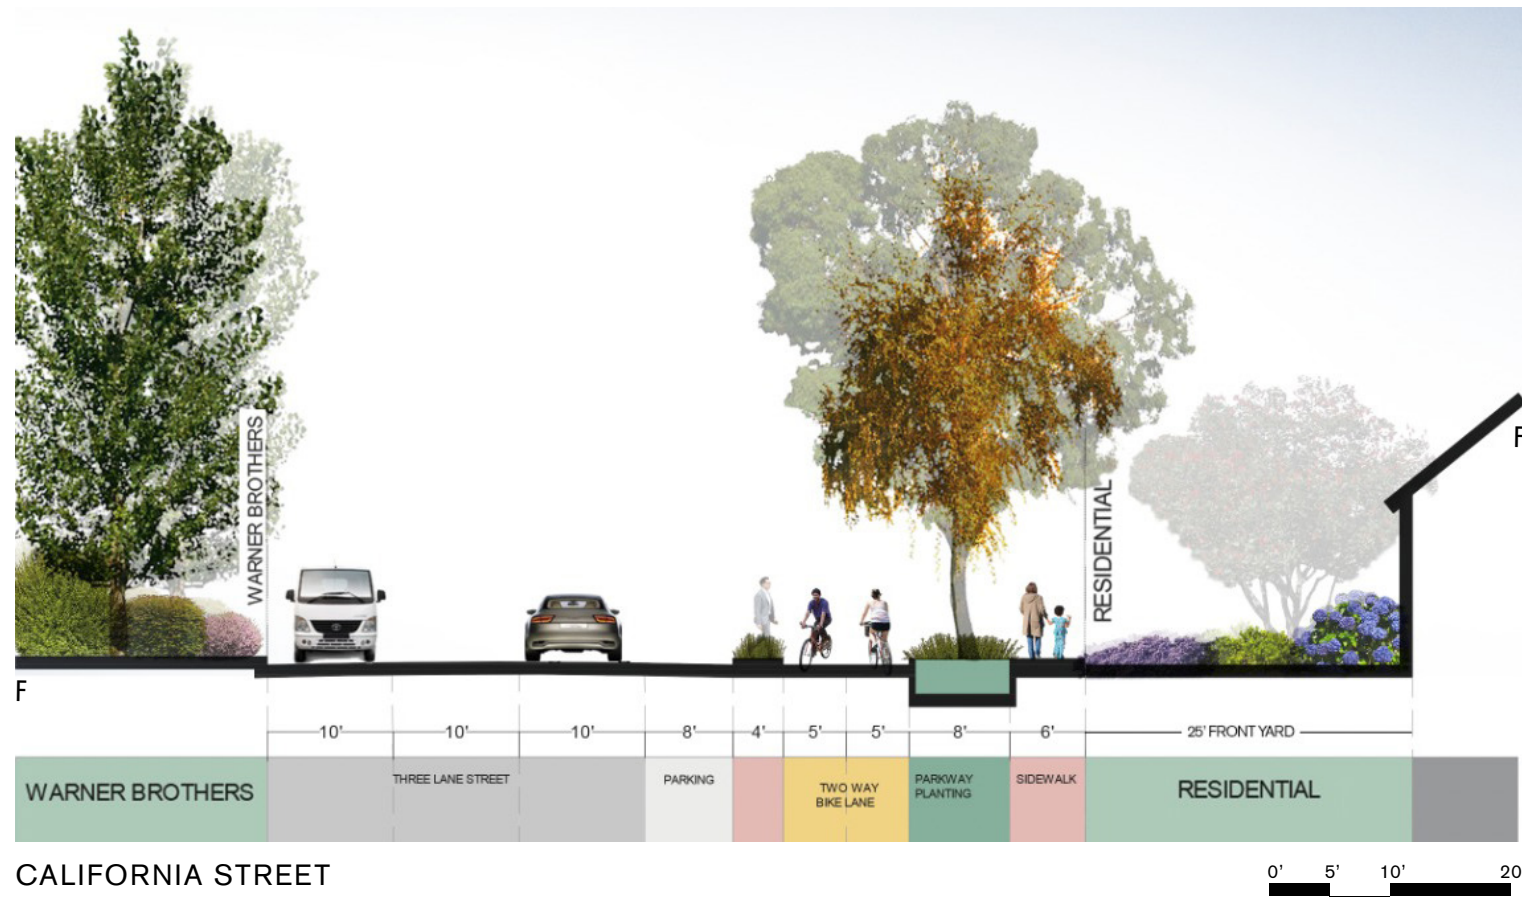 WARNER BROTHERS
RESIDENTIAL
F
F
10' 10' 10' 8' 4' 5' 5' 8' 6' 25' FRONT YARD
WARNER BROTHERS
THREE LANE STREET
PARKING
TWO WAY
BIKE LANE
PARKWAY
PLANTING
SIDEWALK
RESIDENTIAL
CALIFORNIA STREET
0' 5' 10' 20